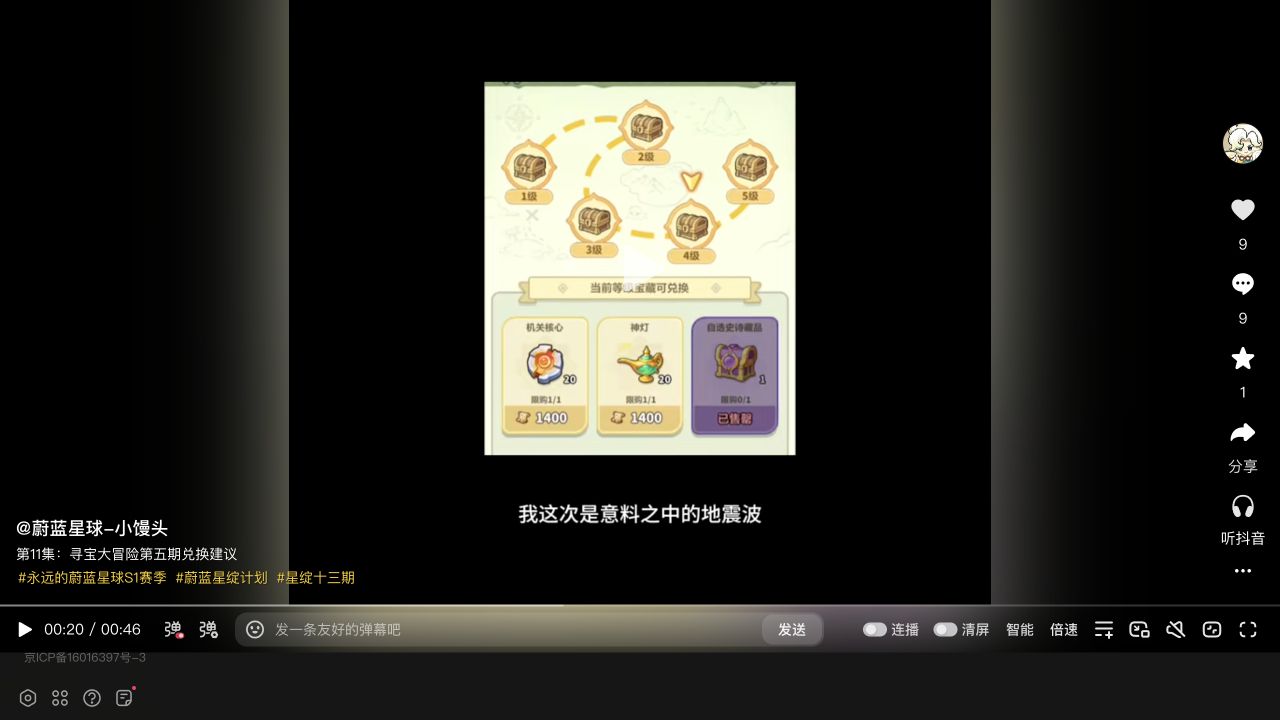 2级
1级
5级
3级
4级
当前等级宝藏可兑换
机关核心
神灯
自选史诗藏品
20
20
1
限购1/1
限购1/1
限购0/1
1400
1400
已售罄
我这次是意料之中的地震波
9
9
1
分享
听抖音
@蔚蓝星球-小馒头
第11集：寻宝大冒险第五期兑换建议
#永远的蔚蓝星球S1赛季 #蔚蓝星绽计划 #星绽十三期
00:20 / 00:46
弹
弹
发一条友好的弹幕吧
发送
连播
清屏
智能
倍速
京ICP备16016397号-3